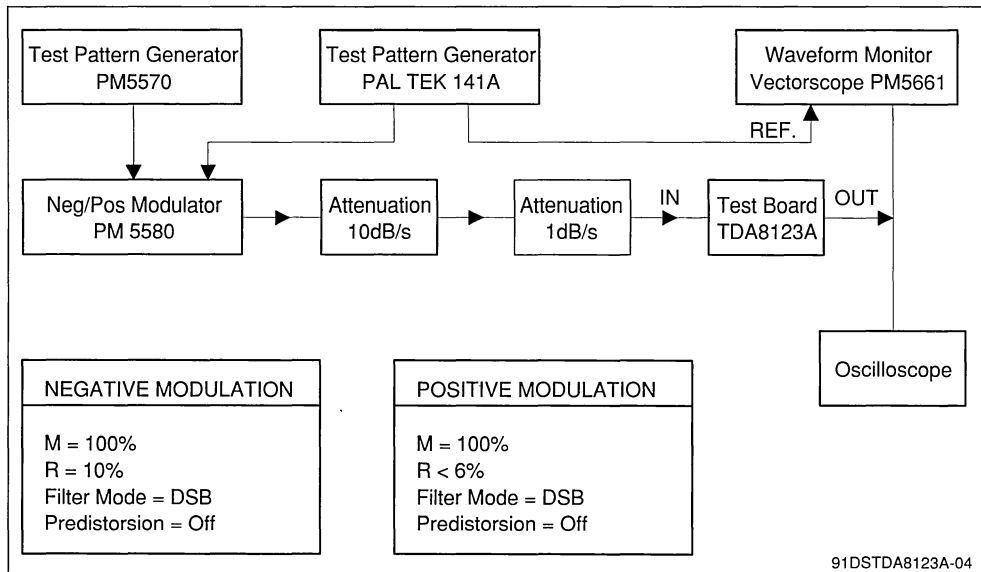 Test Pattern Generator
PM5570
Test Pattern Generator
PAL TEK 141A
Waveform Monitor
Vectorscope PM5661
REF.
Neg/Pos Modulator
PM 5580
Attenuation
10dB/s
Attenuation
1dB/s
IN
Test Board
TDA8123A
OUT
Oscilloscope
NEGATIVE MODULATION
M = 100%
R = 10%
Filter Mode = DSB
Predistorsion = Off
POSITIVE MODULATION
M = 100%
R < 6%
Filter Mode = DSB
Predistorsion = Off
91DSTDA8123A-04